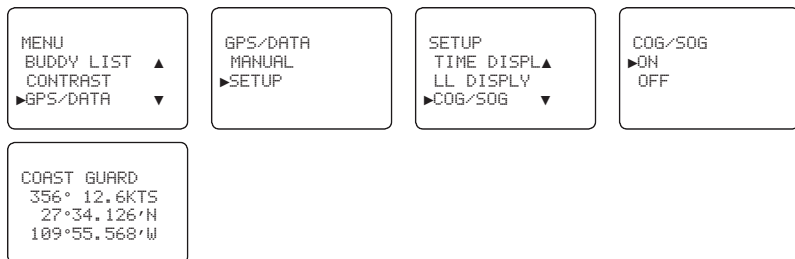 MENU
BUDDY LIST ▲
CONTRAST
►GPS/DATA ▼
GPS/DATA
MANUAL
►SETUP
SETUP
TIME DISPL▲
LL DISPLY
►COG/SOG ▼
COG/SOG
►ON
OFF
COAST GUARD
356° 12.6KTS
27°34.126'N
109°55.568'W